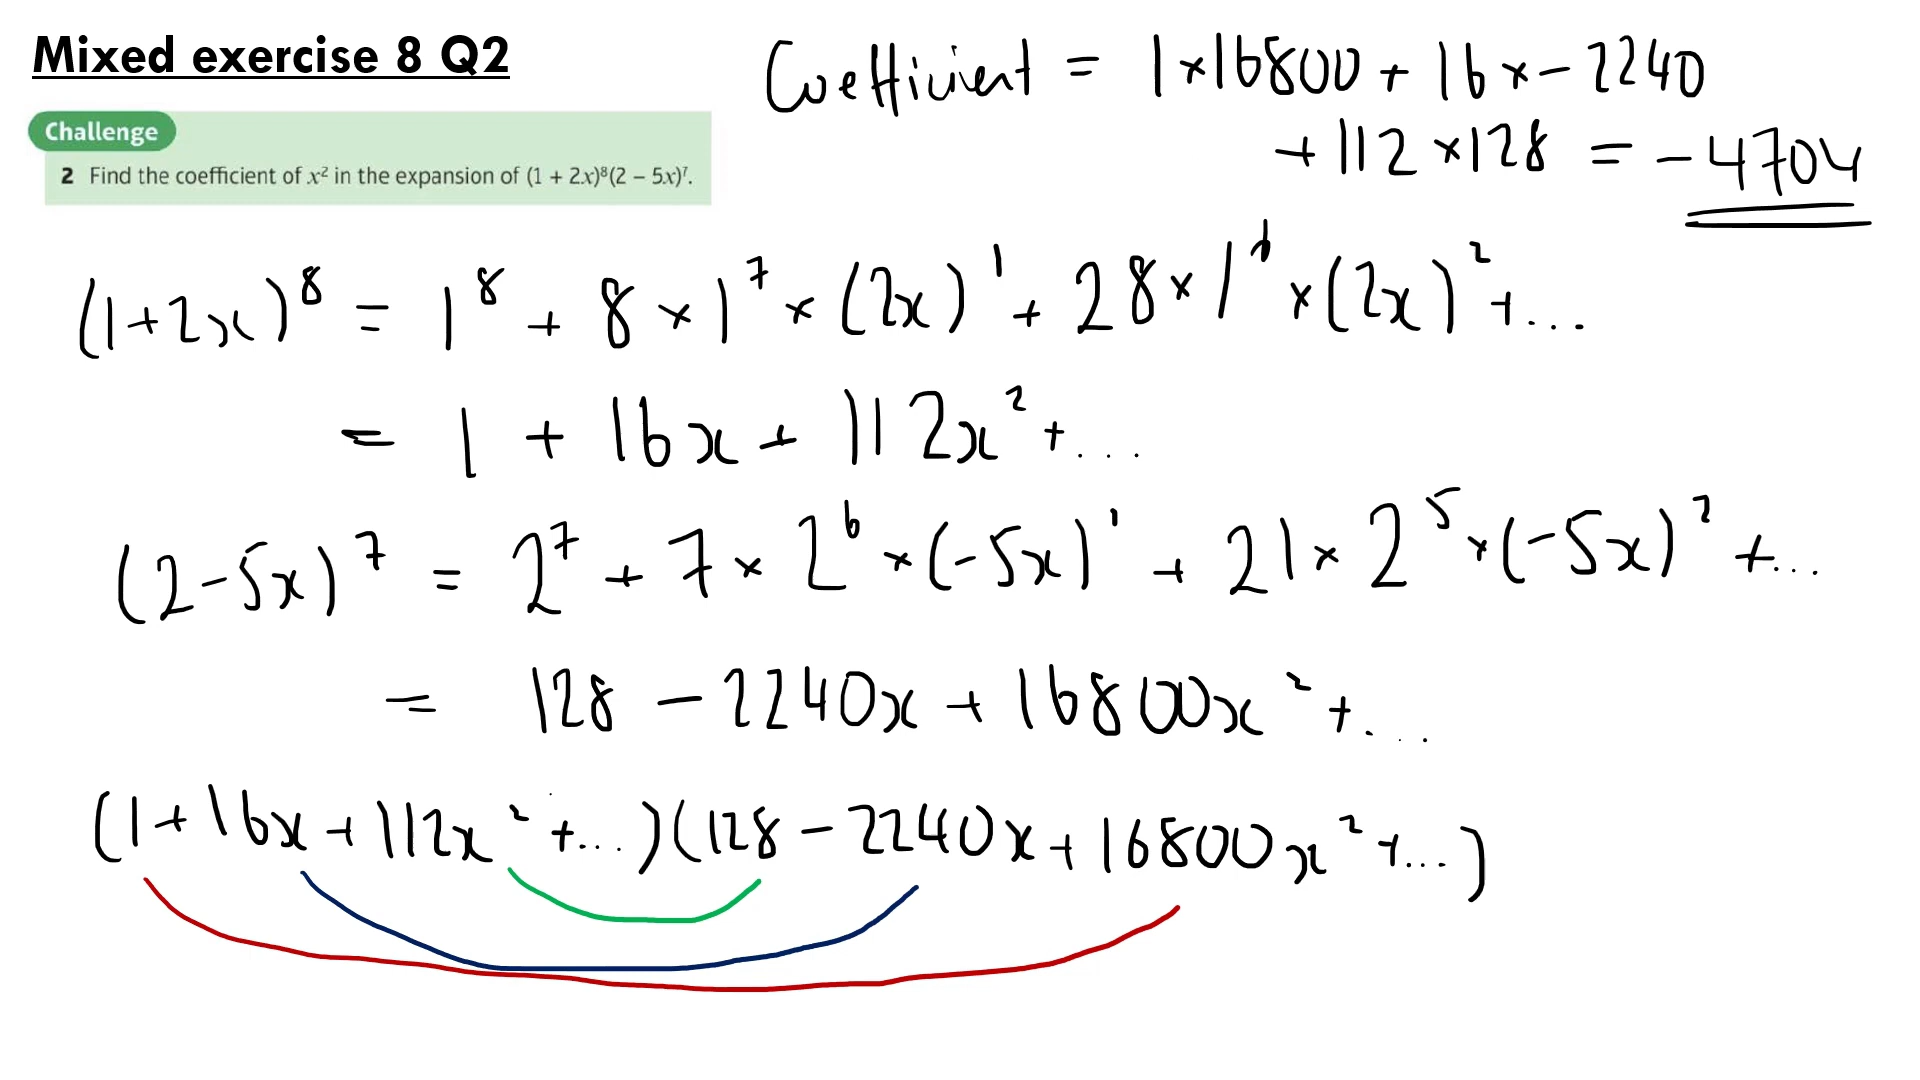 Mixed exercise 8 Q2
Coefficient = 1×16800 + 16×-2240
+112×128 = -4704
Challenge
2 Find the coefficient of x² in the expansion of (1 + 2x)⁸(2 − 5x)⁷.
(1+2x)⁸ = 1⁸ + 8×1⁷×(2x)¹ + 28×1⁶×(2x)² + ...
= 1 + 16x + 112x² + ...
(2-5x)⁷ = 2⁷ + 7×2⁶×(-5x)¹ + 21×2⁵×(-5x)² + ...
= 128 - 2240x + 16800x² + ...
(1+16x+112x²+...)(128-2240x+16800x²+...)